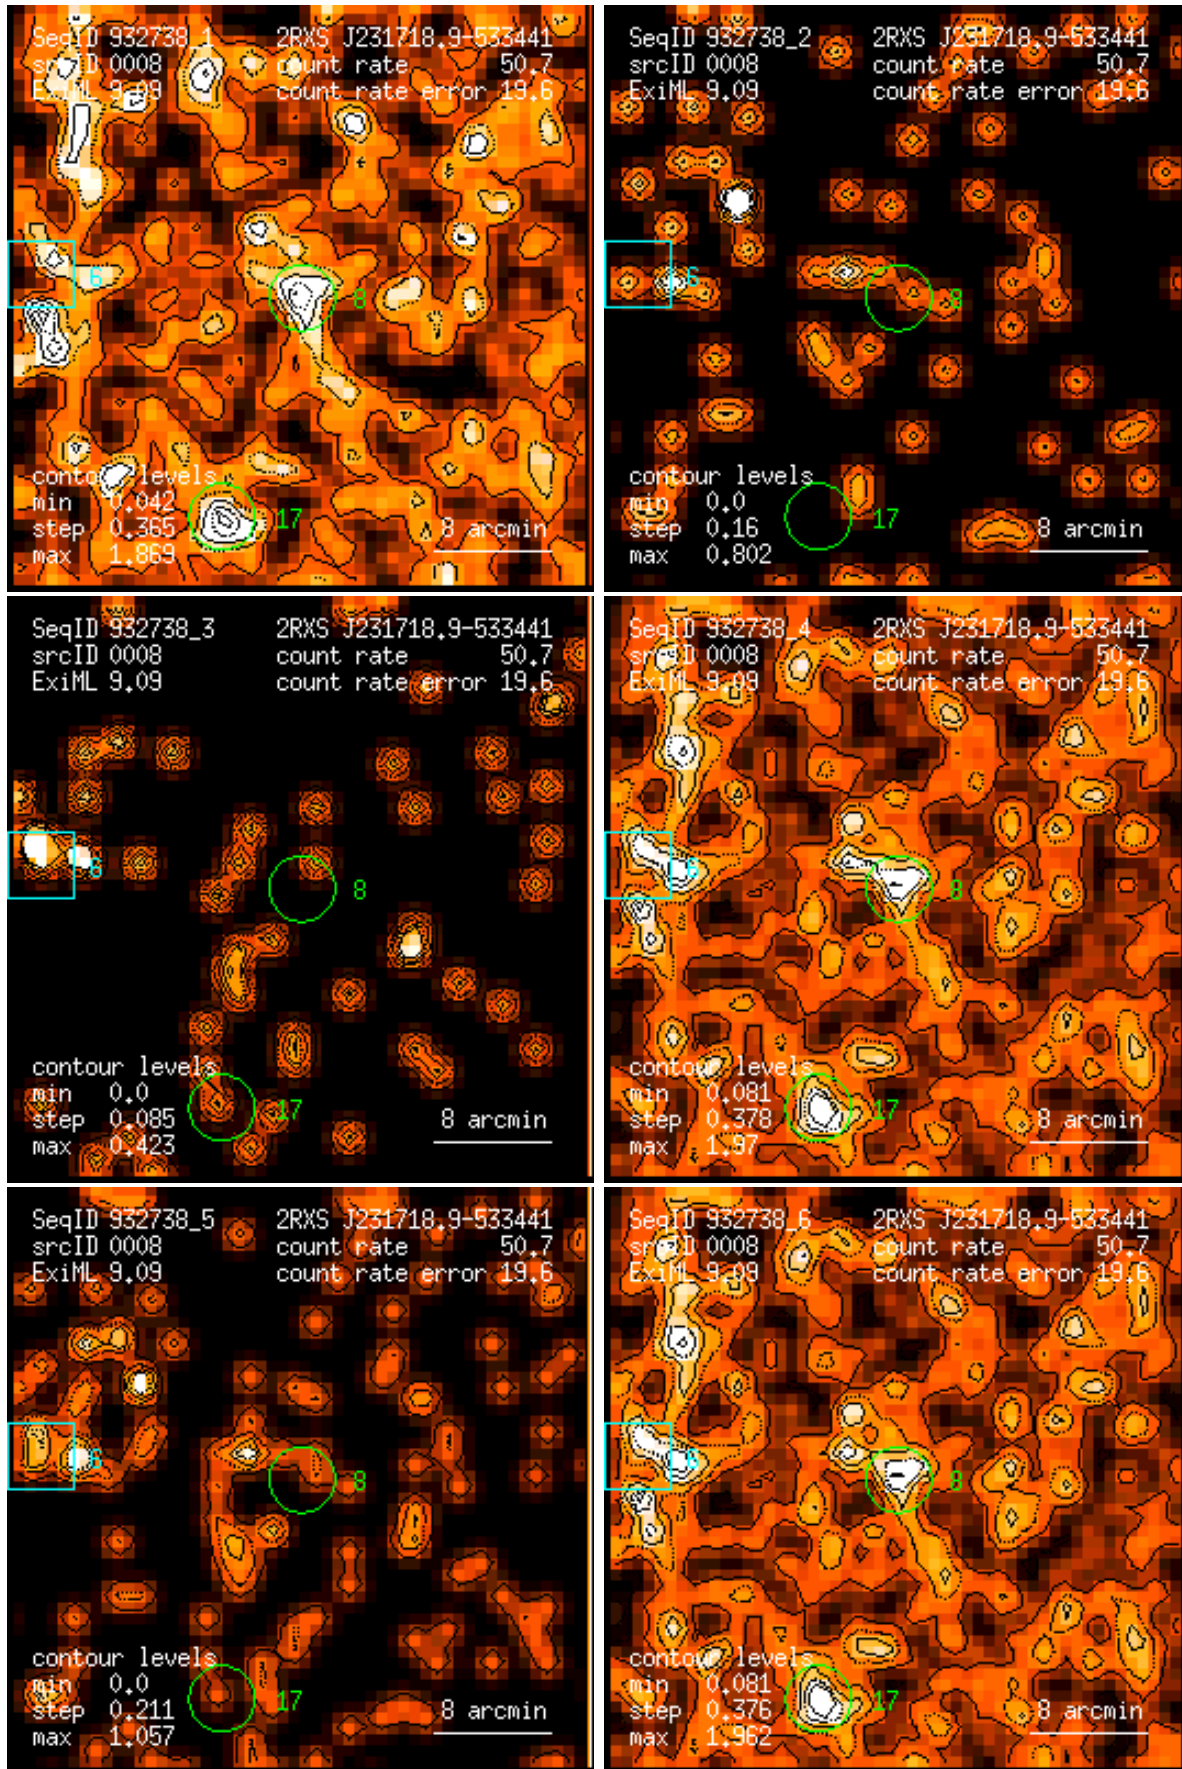 SeqID 932738_1 2RXS J231718.9-533441
srcID 0008 count rate 50.7
ExiML 9.09 count rate error 19.6
6
8
contour levels
min 0.042
step 0.365 17 8 arcmin
max 1.869
SeqID 932738_2 2RXS J231718.9-533441
srcID 0008 count rate 50.7
ExiML 9.09 count rate error 19.6
6
8
contour levels
min 0.0
step 0.16 17 8 arcmin
max 0.802
SeqID 932738_3 2RXS J231718.9-533441
srcID 0008 count rate 50.7
ExiML 9.09 count rate error 19.6
6
8
contour levels
min 0.0
step 0.085 17 8 arcmin
max 0.423
SeqID 932738_4 2RXS J231718.9-533441
srcID 0008 count rate 50.7
ExiML 9.09 count rate error 19.6
6
8
contour levels
min 0.081
step 0.378 17 8 arcmin
max 1.97
SeqID 932738_5 2RXS J231718.9-533441
srcID 0008 count rate 50.7
ExiML 9.09 count rate error 19.6
6
8
contour levels
min 0.0
step 0.211 17 8 arcmin
max 1.057
SeqID 932738_6 2RXS J231718.9-533441
srcID 0008 count rate 50.7
ExiML 9.09 count rate error 19.6
6
8
contour levels
min 0.081
step 0.376 17 8 arcmin
max 1.962